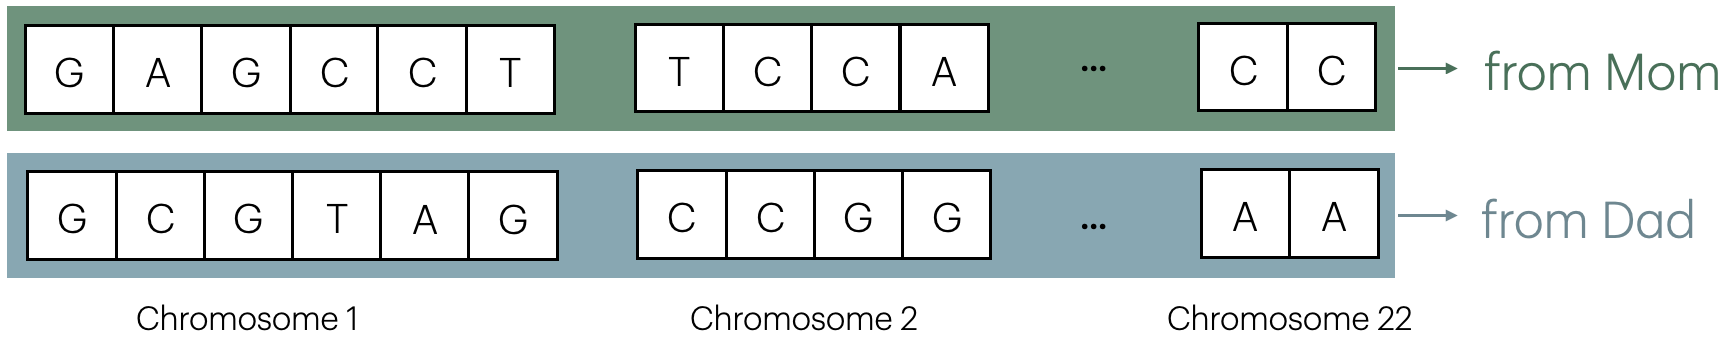 G A G C C T T C C A ... C C from Mom
G C G T A G C C G G ... A A from Dad
Chromosome 1 Chromosome 2 Chromosome 22